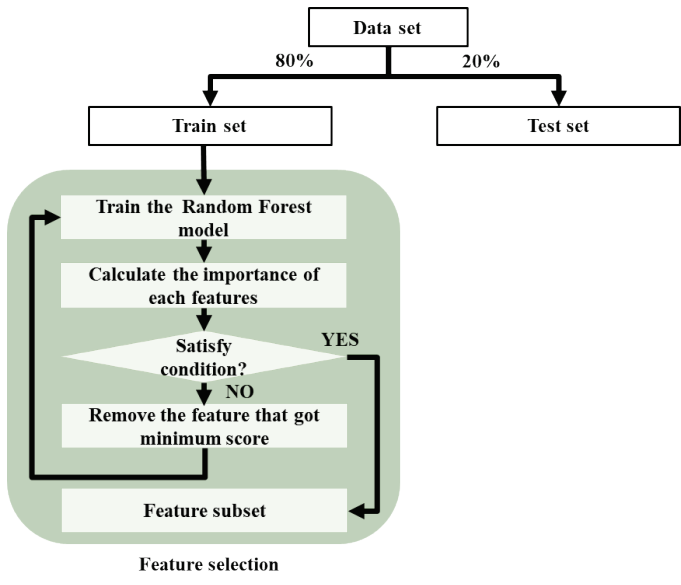 Data set
80%
20%
Train set
Test set
Train the Random Forest
model
Calculate the importance of
each features
Satisfy
condition?
YES
NO
Remove the feature that got
minimum score
Feature subset
Feature selection